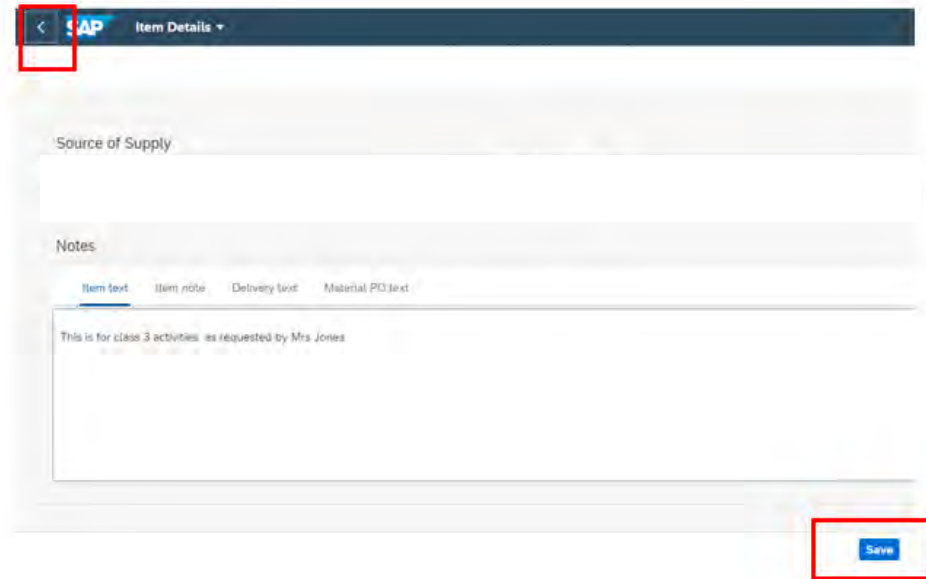 SAP Item Details
Source of Supply
Notes
Item text Item note Delivery text Material PO text
This is for class 3 activities as requested by Mrs Jones
Save